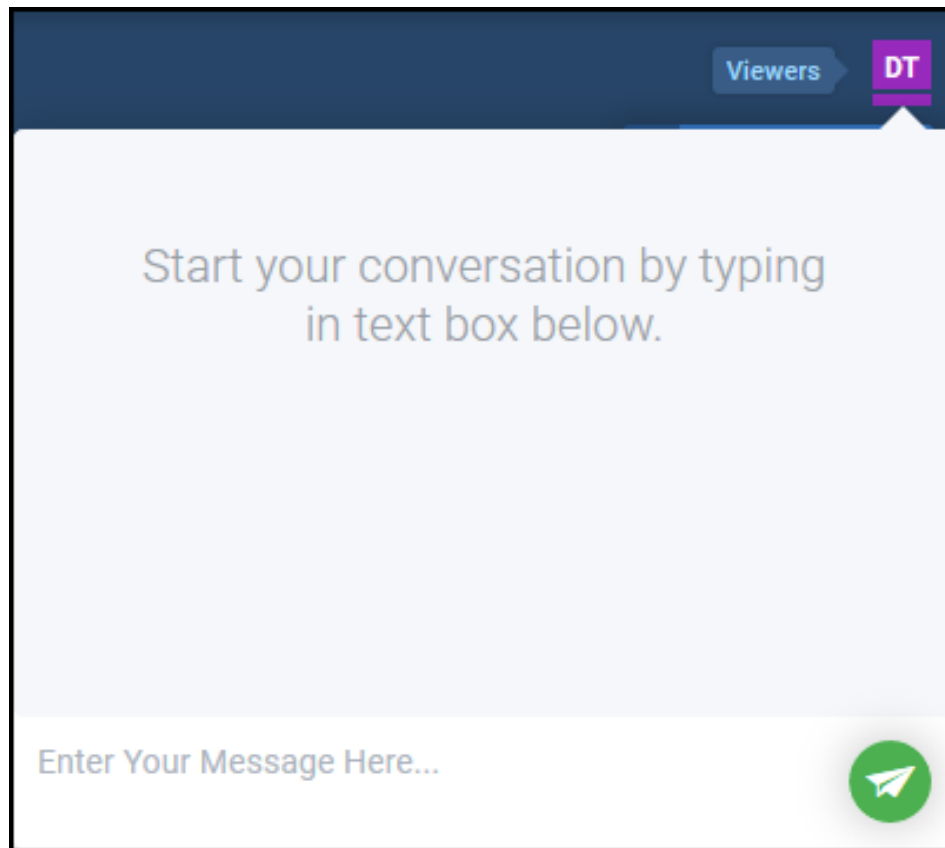 Viewers
DT
Start your conversation by typing
in text box below.
Enter Your Message Here...